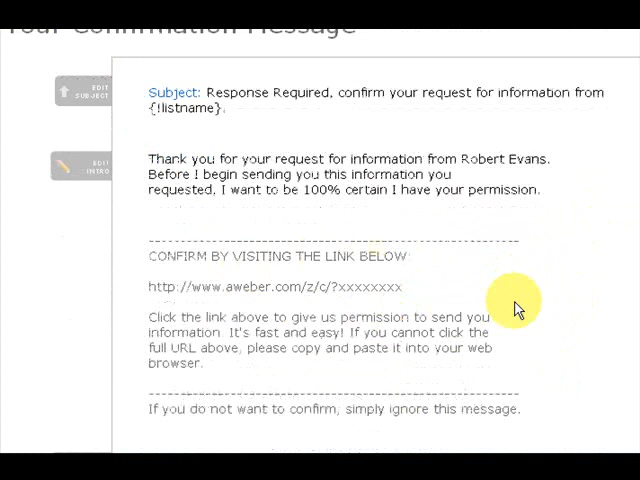 Your Confirmation Message
EDIT
SUBJECT
Subject: Response Required, confirm your request for information from
{!listname}.
EDIT
INTRO
Thank you for your request for information from Robert Evans.
Before I begin sending you this information you
requested, I want to be 100% certain I have your permission.
--------------------------------------------------
CONFIRM BY VISITING THE LINK BELOW:
http://www.aweber.com/z/c/?xxxxxxxx
Click the link above to give us permission to send you
information. It's fast and easy! If you cannot click the
full URL above, please copy and paste it into your web
browser.
--------------------------------------------------
If you do not want to confirm, simply ignore this message.